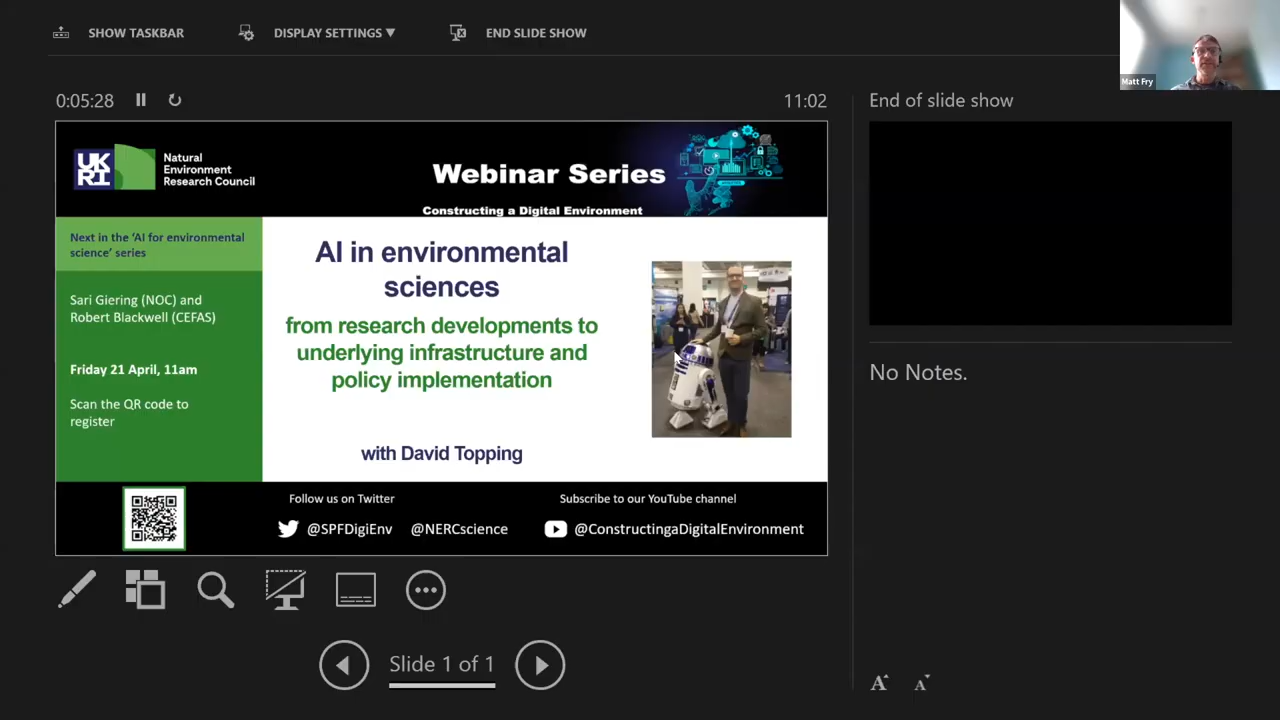 SHOW TASKBAR
DISPLAY SETTINGS ▼
END SLIDE SHOW
Matt Fry
0:05:28
11:02
End of slide show
UK
RI
Natural
Environment
Research Council
Webinar Series
Constructing a Digital Environment
Next in the 'AI for environmental
science' series
Sari Giering (NOC) and
Robert Blackwell (CEFAS)
Friday 21 April, 11am
Scan the QR code to
register
AI in environmental
sciences
from research developments to
underlying infrastructure and
policy implementation
with David Topping
Follow us on Twitter
@SPFDigiEnv @NERCscience
Subscribe to our YouTube channel
@ConstructingaDigitalEnvironment
No Notes.
Slide 1 of 1
A A